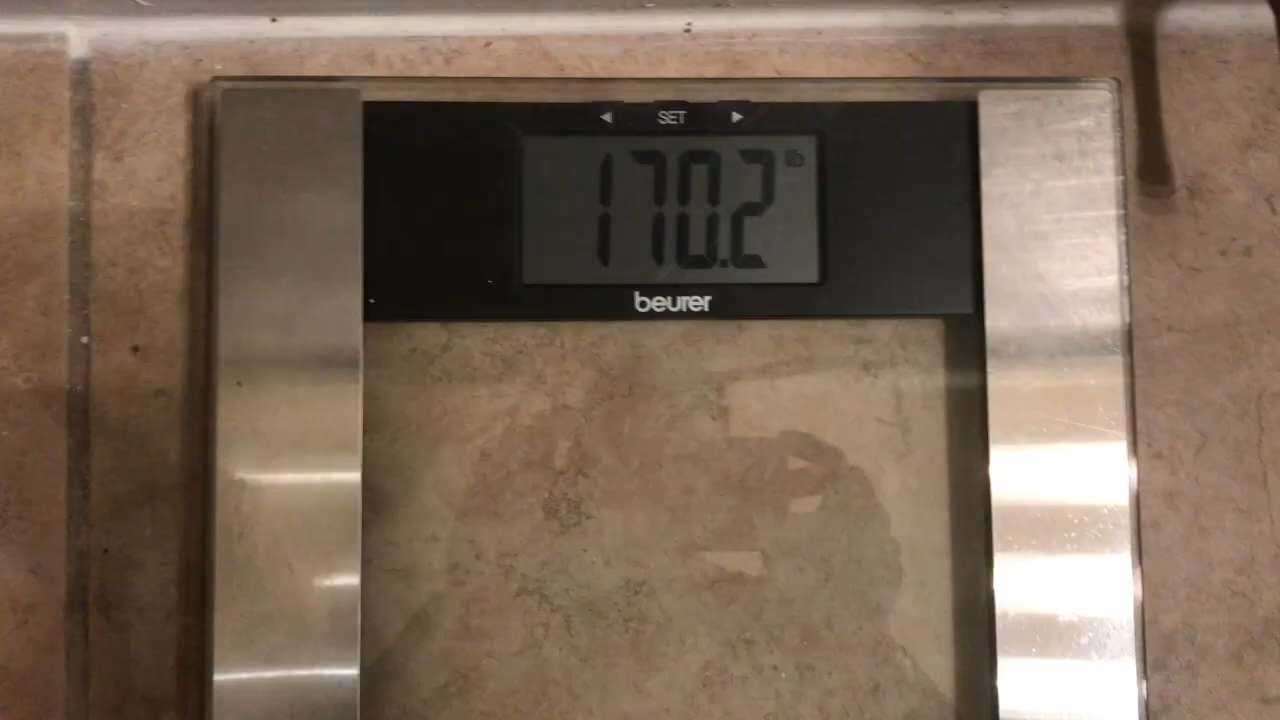 ◀ SET ▶
170.2 lb
beurer